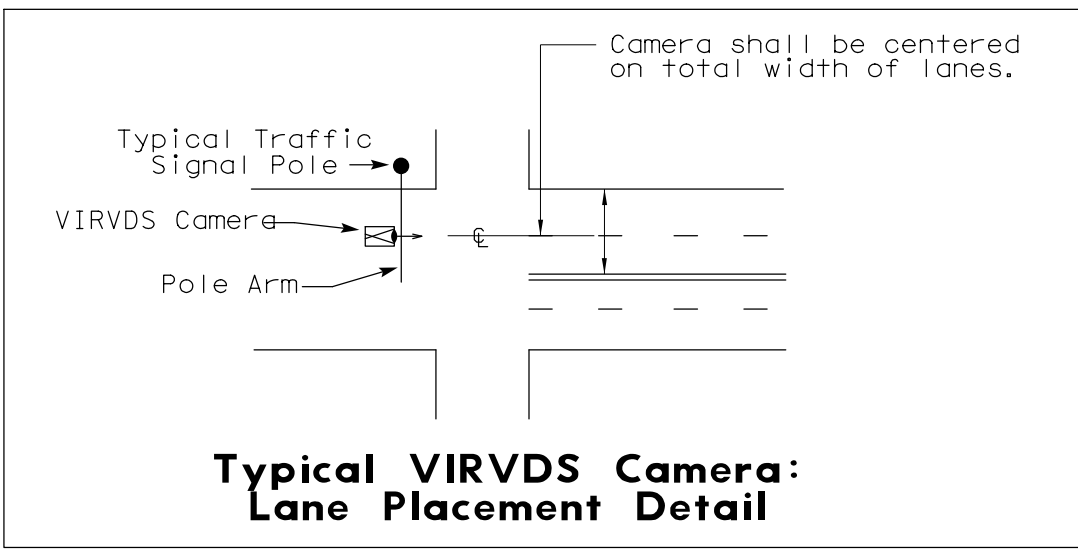 Camera shall be centered
on total width of lanes.
Typical Traffic
Signal Pole
VIRVDS Camera
℄
Pole Arm
Typical VIRVDS Camera:
Lane Placement Detail